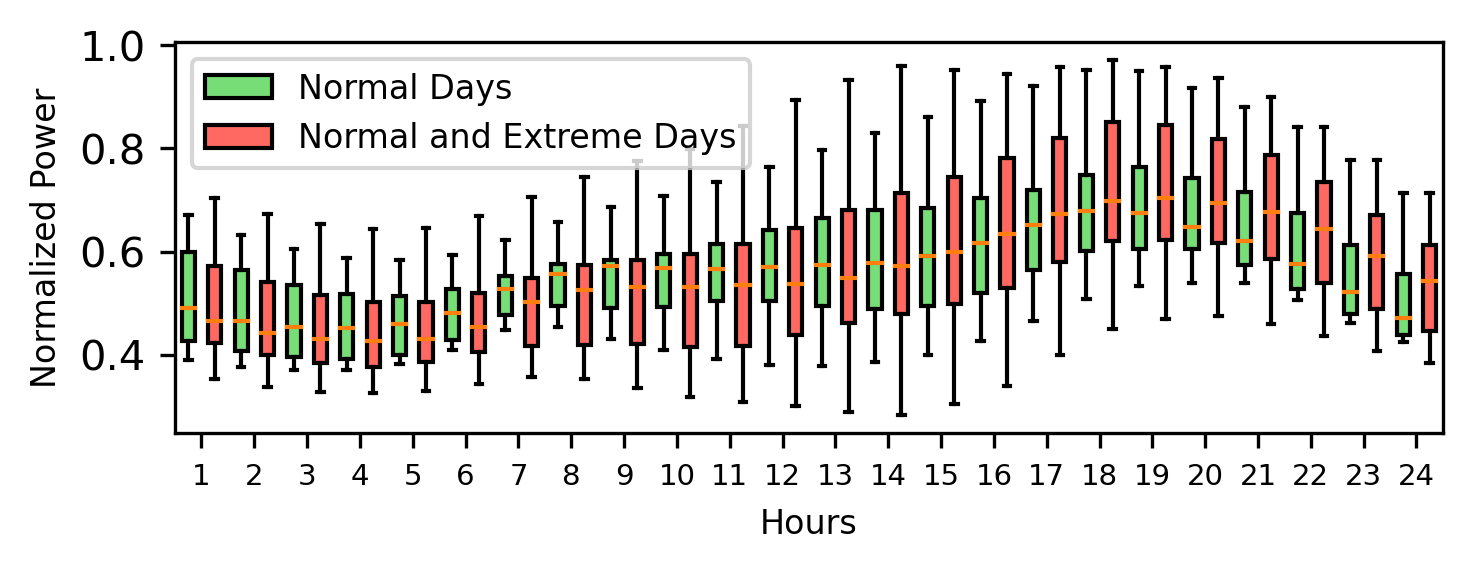 1.0
0.8
0.6
0.4
Normalized Power
Normal Days
Normal and Extreme Days
1 2 3 4 5 6 7 8 9 10 11 12 13 14 15 16 17 18 19 20 21 22 23 24
Hours